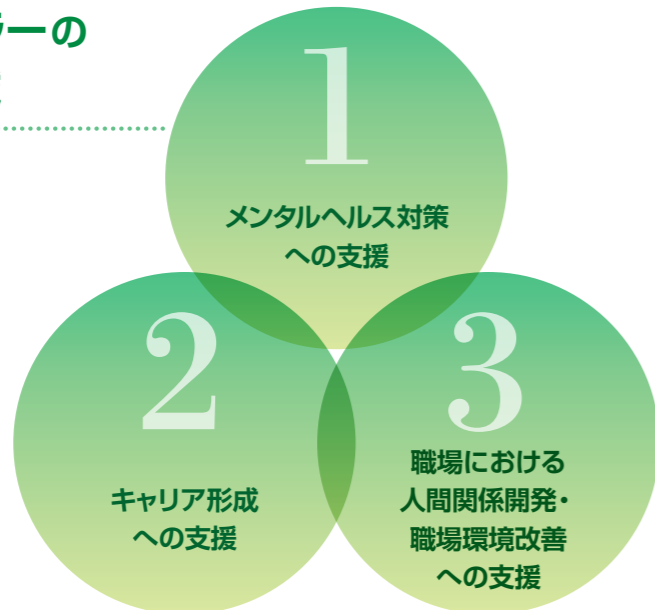 ラーの
1
メンタルヘルス対策
への支援
2
キャリア形成
への支援
3
職場における
人間関係開発・
職場環境改善
への支援